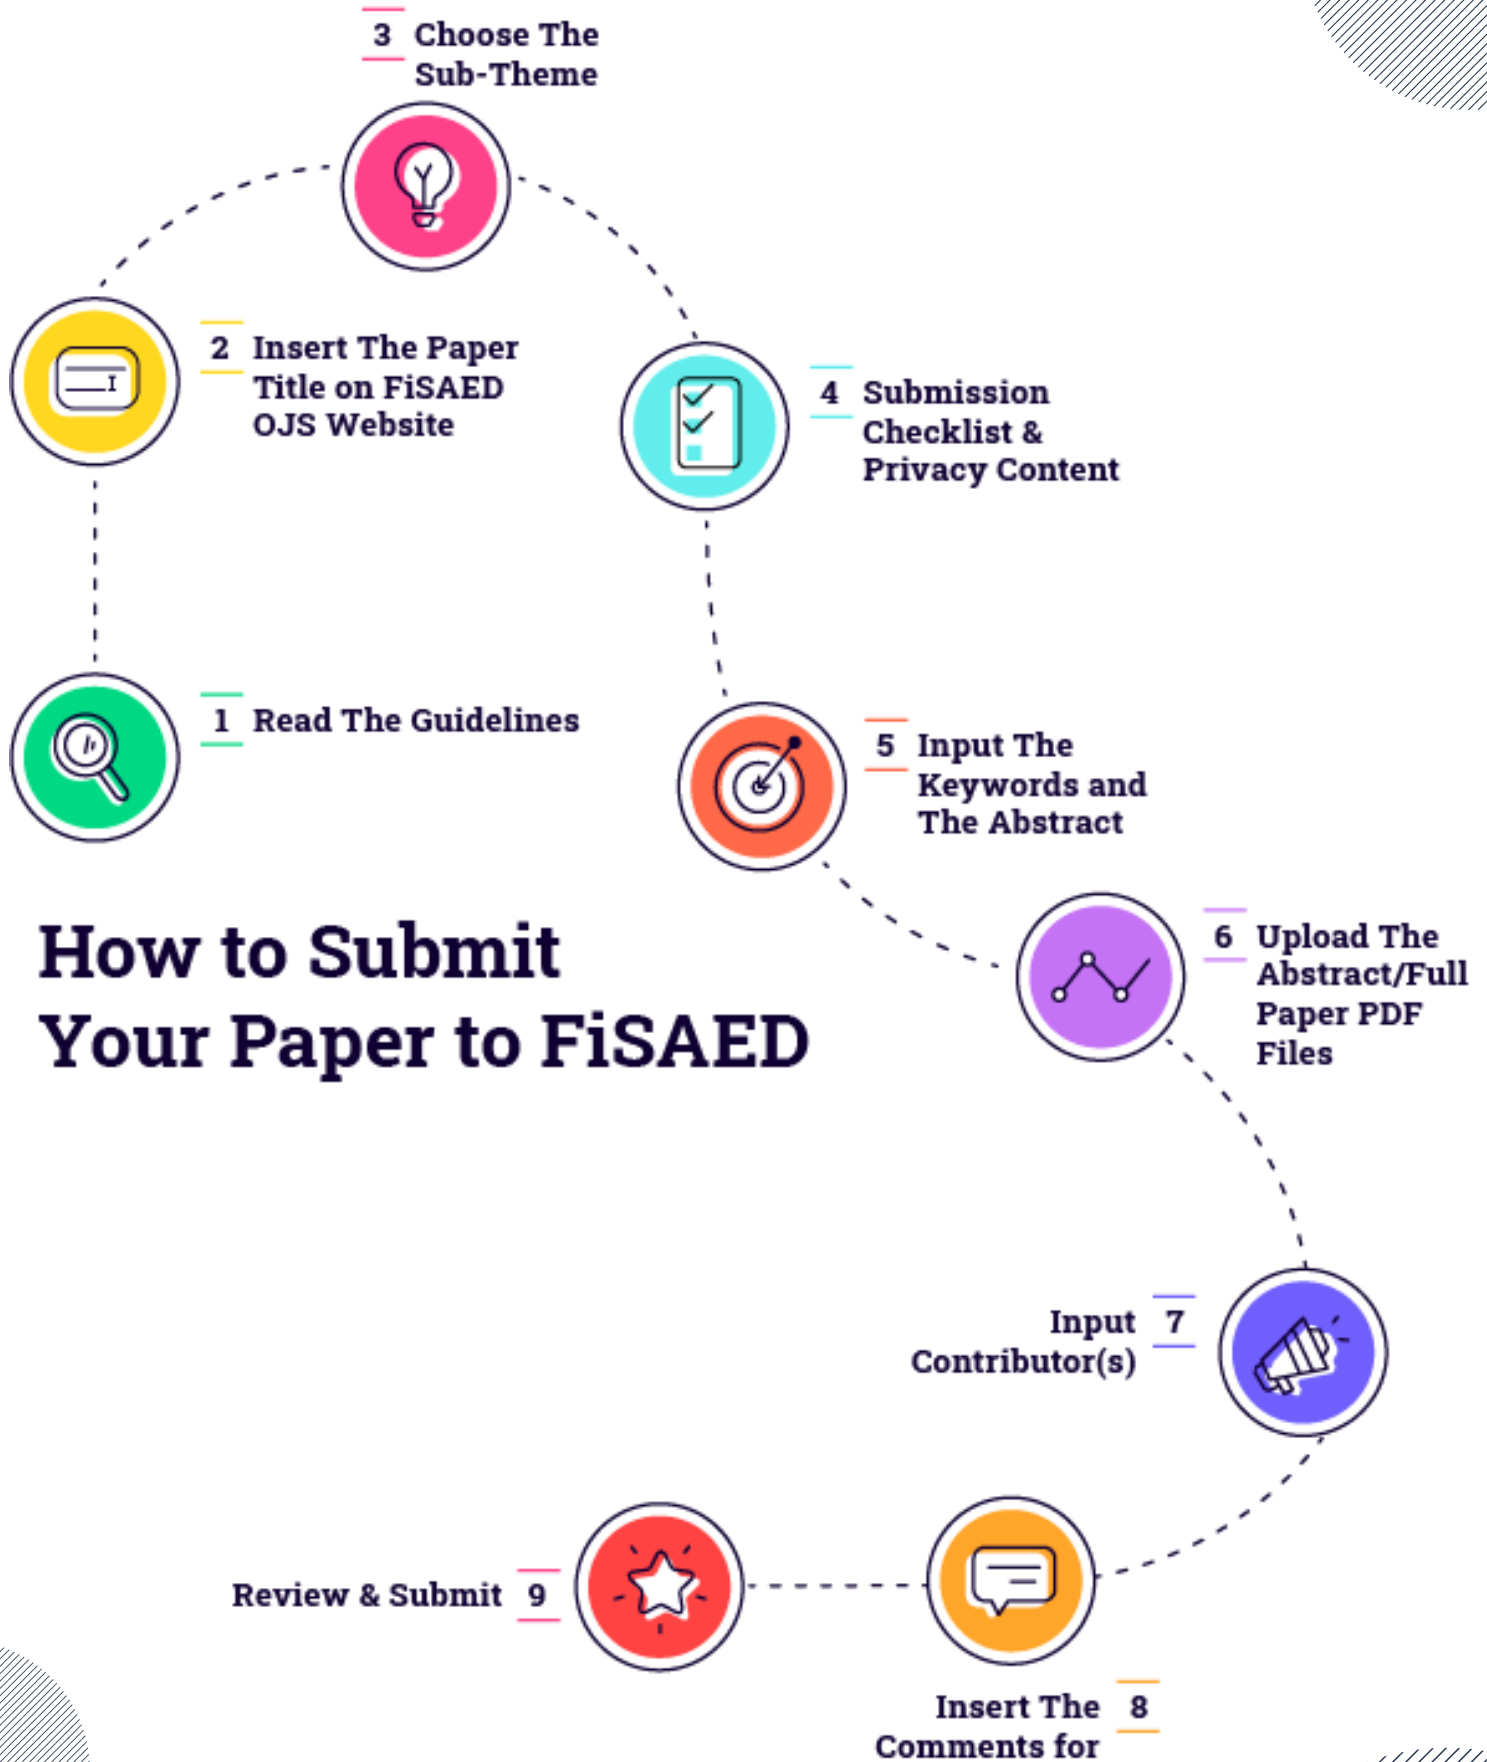 3 Choose The
Sub-Theme
2 Insert The Paper
Title on FiSAED
OJS Website
4 Submission
Checklist &
Privacy Content
1 Read The Guidelines
5 Input The
Keywords and
The Abstract
How to Submit
Your Paper to FiSAED
6 Upload The
Abstract/Full
Paper PDF
Files
Input 7
Contributor(s)
Review & Submit 9
Insert The 8
Comments for